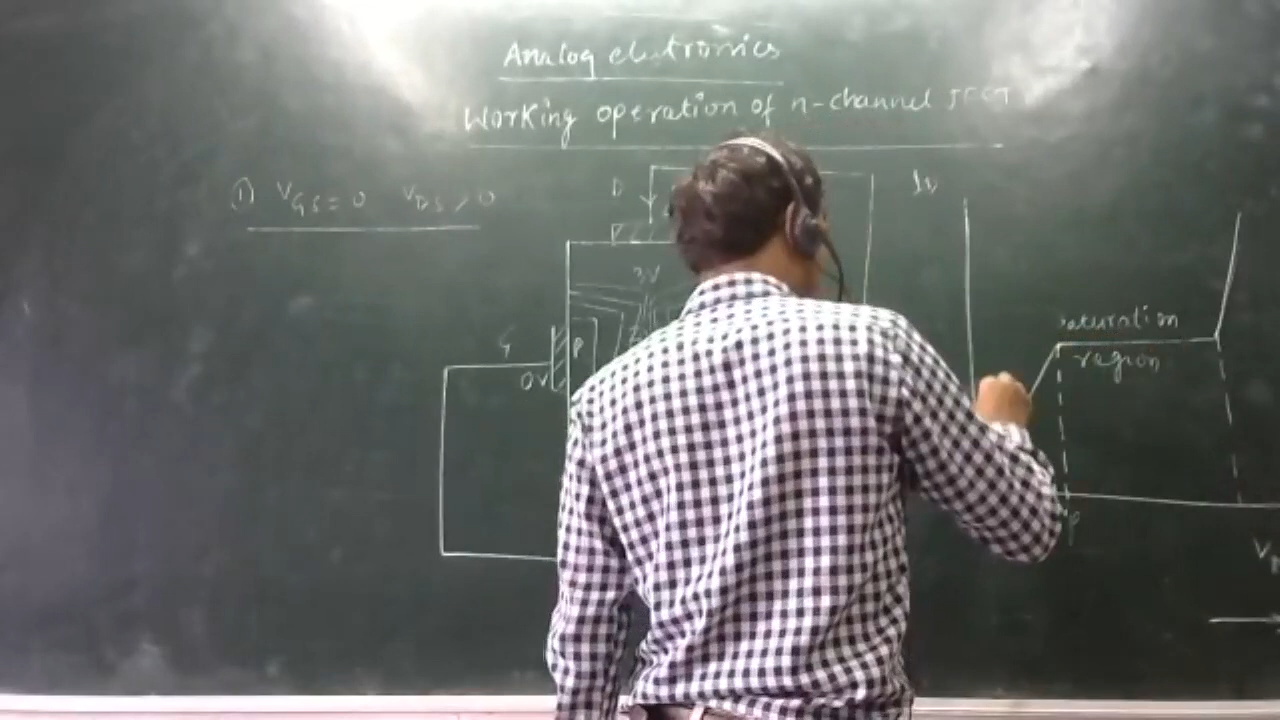 Analog electronics
Working operation of n-channel JFET
① VGS = 0 VDS > 0
D
ID
3V
saturation
region
G
P
0V
P